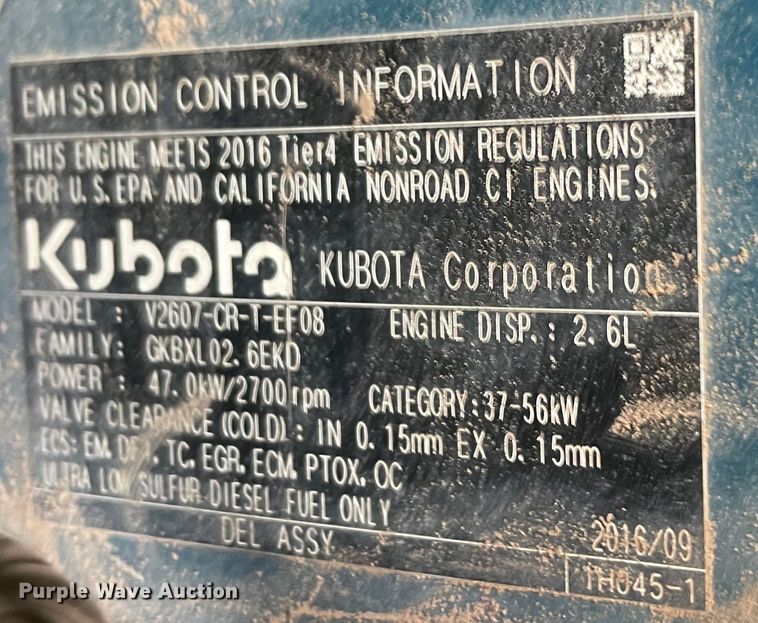 EMISSION CONTROL INFORMATION
THIS ENGINE MEETS 2016 Tier4 EMISSION REGULATIONS
FOR U.S.EPA AND CALIFORNIA NONROAD CI ENGINES.
Kubota KUBOTA Corporation
MODEL : V2607-CR-T-EF08 ENGINE DISP.: 2.6L
FAMILY: GKBXL02.6EKD
POWER : 47.0kW/2700rpm CATEGORY:37-56kW
VALVE CLEARANCE(COLD): IN 0.15mm EX 0.15mm
ECS: EM, TC, EGR, ECM, PTOX, OC
ULTRA LOW SULFUR DIESEL FUEL ONLY
DEL ASSY 2016/09
1HJ45-1
Purple Wave Auction